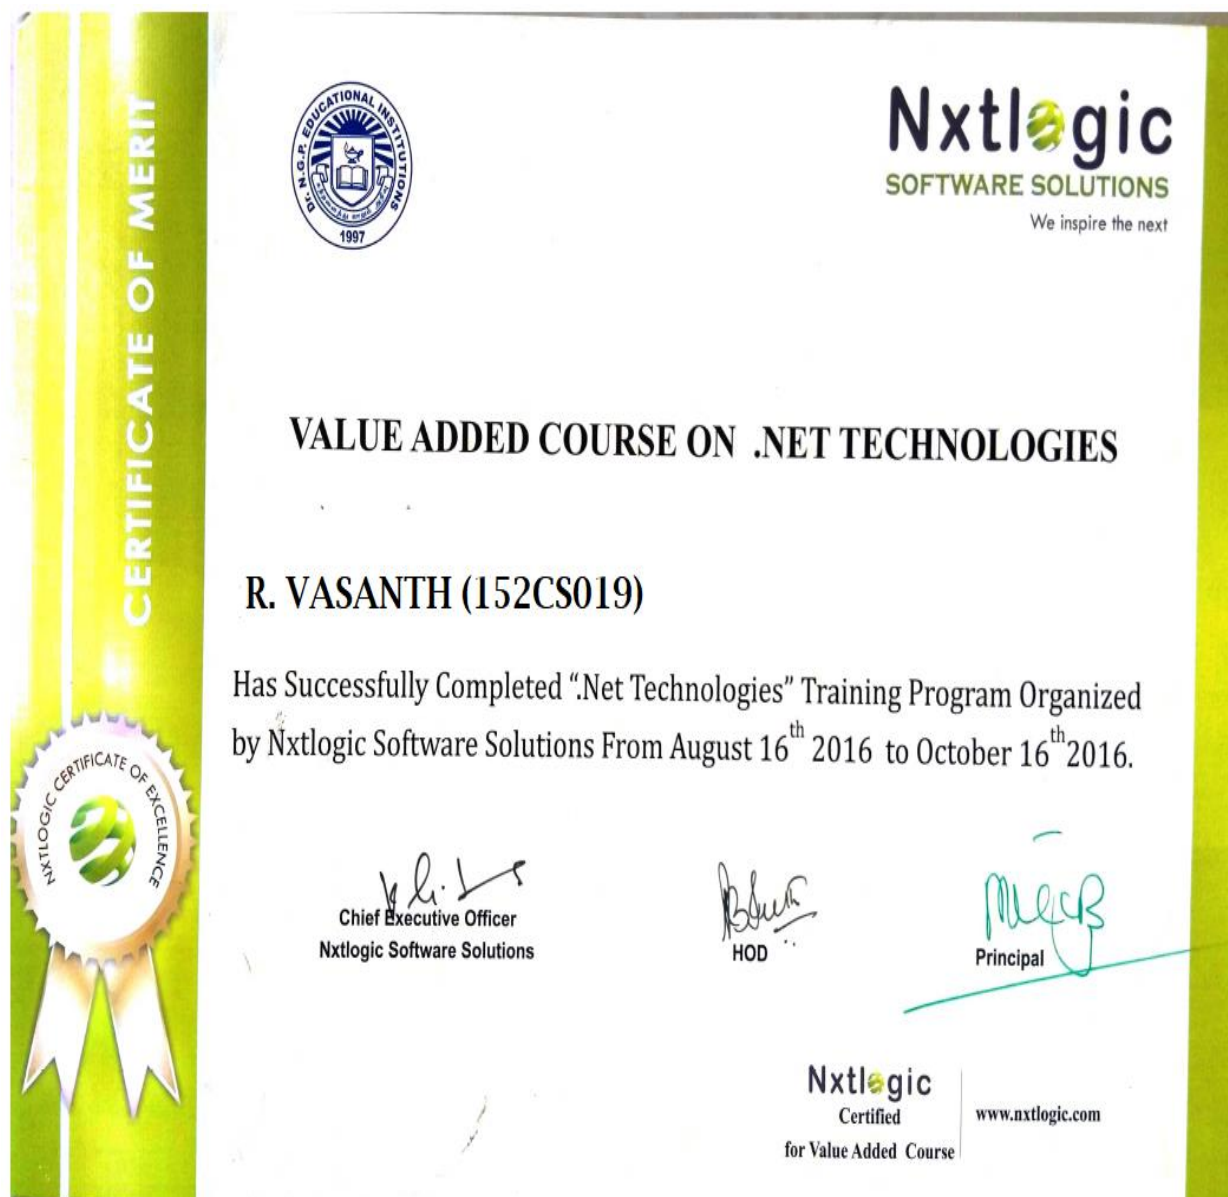 CERTIFICATE OF MERIT
Dr. N.G.P. EDUCATIONAL INSTITUTIONS
1997
Nxtlogic
SOFTWARE SOLUTIONS
We inspire the next
VALUE ADDED COURSE ON .NET TECHNOLOGIES
R. VASANTH (152CS019)
Has Successfully Completed “.Net Technologies” Training Program Organized
by Nxtlogic Software Solutions From August 16th 2016 to October 16th 2016.
NXTLOGIC CERTIFICATE OF EXCELLENCE
Chief Executive Officer
Nxtlogic Software Solutions
HOD
Principal
Nxtlogic
Certified
for Value Added Course
www.nxtlogic.com